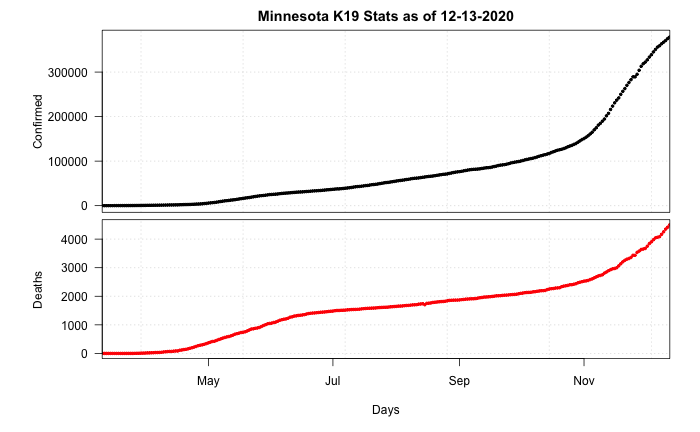 Minnesota K19 Stats as of 12-13-2020
Confirmed
300000
200000
100000
0
Deaths
4000
3000
2000
1000
0
May Jul Sep Nov
Days